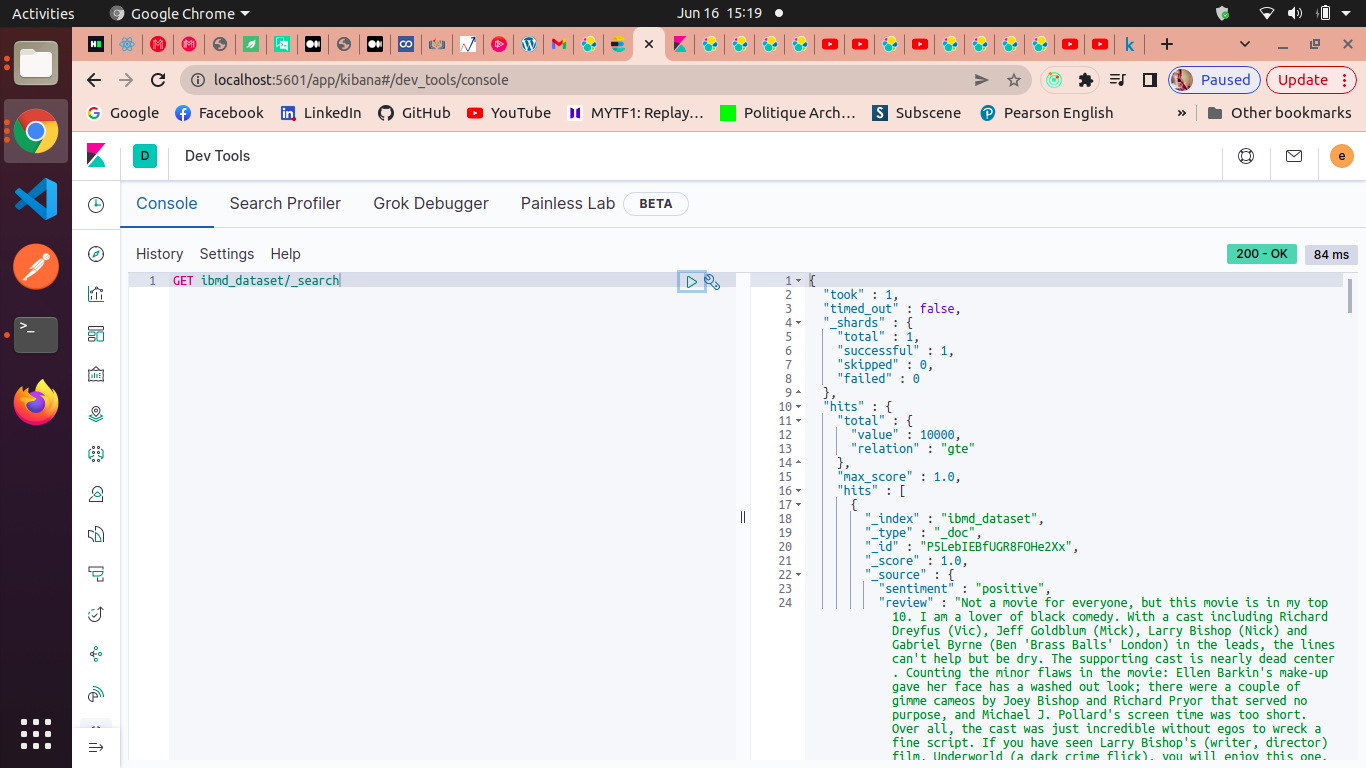 Activities
Google Chrome
Jun 16 15:19
localhost:5601/app/kibana#/dev_tools/console
Paused
Update
Google
Facebook
LinkedIn
GitHub
YouTube
MYTF1: Replay…
Politique Arch…
Subscene
Pearson English
»
Other bookmarks
D
Dev Tools
e
Console
Search Profiler
Grok Debugger
Painless Lab
BETA
History
Settings
Help
200 - OK
84 ms
1 GET ibmd_dataset/_search
1 {
2 "took" : 1,
3 "timed_out" : false,
4 "_shards" : {
5 "total" : 1,
6 "successful" : 1,
7 "skipped" : 0,
8 "failed" : 0
9 },
10 "hits" : {
11 "total" : {
12 "value" : 10000,
13 "relation" : "gte"
14 },
15 "max_score" : 1.0,
16 "hits" : [
17 {
18 "_index" : "ibmd_dataset",
19 "_type" : "_doc",
20 "_id" : "P5LebIEBfUGR8FOHe2Xx",
21 "_score" : 1.0,
22 "_source" : {
23 "sentiment" : "positive",
24 "review" : "Not a movie for everyone, but this movie is in my top
10. I am a lover of black comedy. With a cast including Richard
Dreyfus (Vic), Jeff Goldblum (Mick), Larry Bishop (Nick) and
Gabriel Byrne (Ben 'Brass Balls' London) in the leads, the lines
can't help but be dry. The supporting cast is nearly dead center
. Counting the minor flaws in the movie: Ellen Barkin's make-up
gave her face has a washed out look; there were a couple of
gimme cameos by Joey Bishop and Richard Pryor that served no
purpose, and Michael J. Pollard's screen time was too short.
Over all, the cast was just incredible without egos to wreck a
fine script. If you have seen Larry Bishop's (writer, director)
film, Underworld (a dark crime flick), you will enjoy this one.